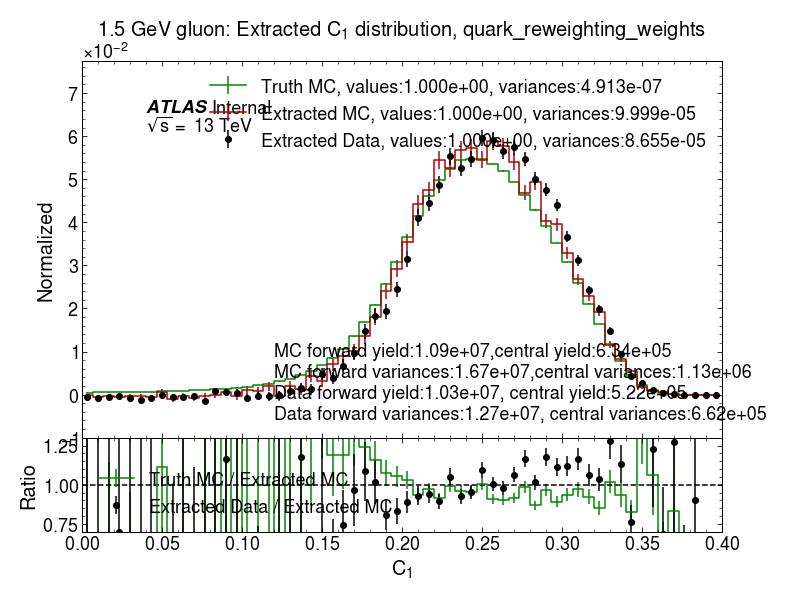 1.5 GeV gluon: Extracted C₁ distribution, quark_reweighting_weights
×10⁻²
Truth MC, values:1.000e+00, variances:4.913e-07
ATLAS Internal
Extracted MC, values:1.000e+00, variances:9.999e-05
√s = 13 TeV
Extracted Data, values:1.000e+00, variances:8.655e-05
7
6
5
4
3
2
1
0
Normalized
MC forward yield:1.09e+07,central yield:6.34e+05
MC forward variances:1.67e+07,central variances:1.13e+06
Data forward yield:1.03e+07, central yield:5.22e+05
Data forward variances:1.27e+07, central variances:6.62e+05
1.25
1.00
0.75
Ratio
Truth MC / Extracted MC
Extracted Data / Extracted MC
0.00 0.05 0.10 0.15 0.20 0.25 0.30 0.35 0.40
C₁